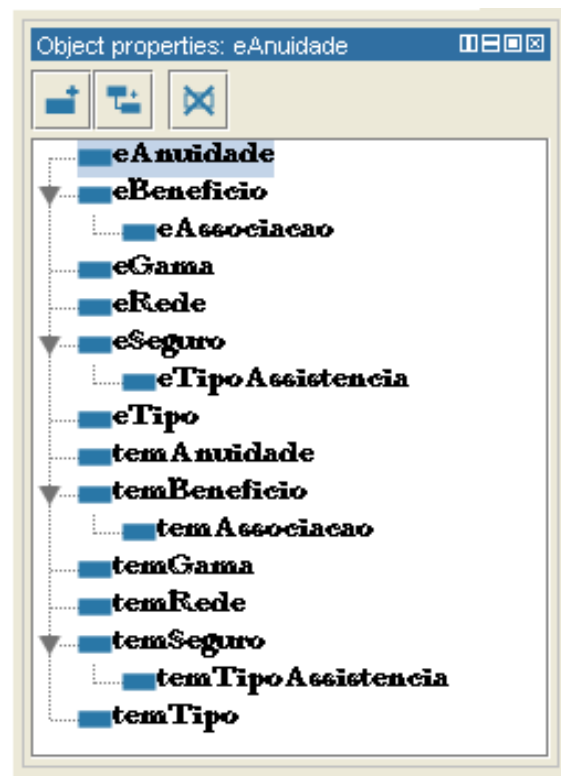 Object properties: eAnuidade
eAnuidade
eBeneficio
eAssociacao
eGama
eRede
eSeguro
eTipoAssistencia
eTipo
temAnuidade
temBeneficio
temAssociacao
temGama
temRede
temSeguro
temTipoAssistencia
temTipo